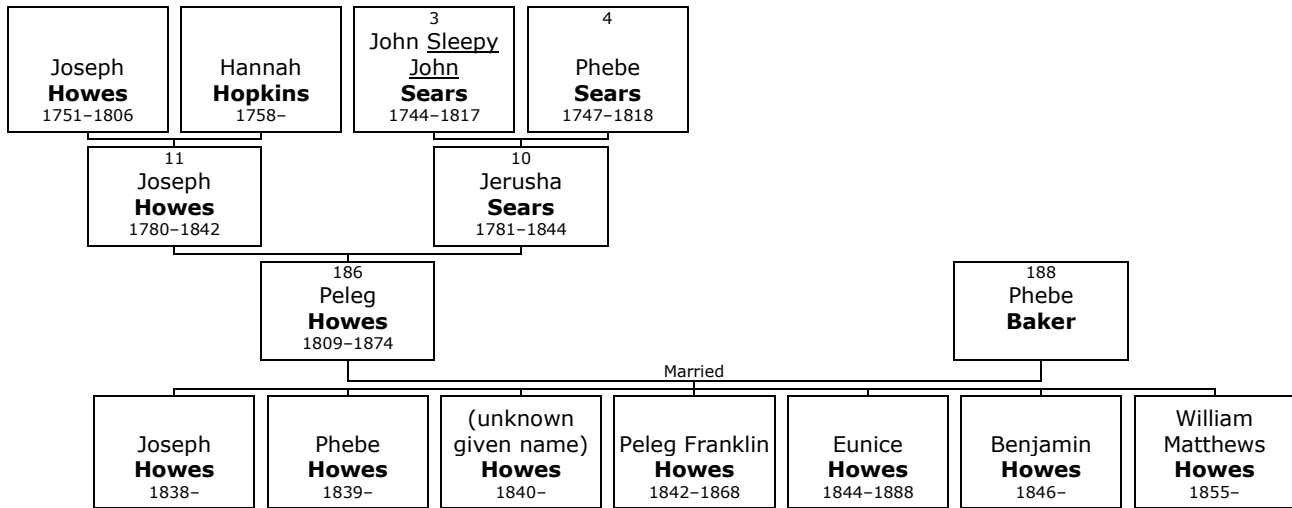 Joseph
Howes
1751–1806
Hannah
Hopkins
1758–
3
John Sleepy
John
Sears
1744–1817
4
Phebe
Sears
1747–1818
11
Joseph
Howes
1780–1842
10
Jerusha
Sears
1781–1844
186
Peleg
Howes
1809–1874
188
Phebe
Baker
Married
Joseph
Howes
1838–
Phebe
Howes
1839–
(unknown
given name)
Howes
1840–
Peleg Franklin
Howes
1842–1868
Eunice
Howes
1844–1888
Benjamin
Howes
1846–
William
Matthews
Howes
1855–